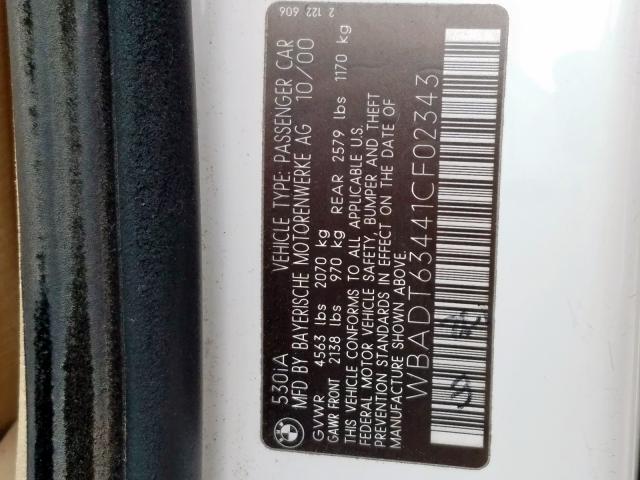 2 122 606
530iA VEHICLE TYPE: PASSENGER CAR
MFD BY BAYERISCHE MOTORENWERKE AG 10/00
GVWR 4563 lbs 2070 kg
GAWR FRONT 2138 lbs 970 kg REAR 2579 lbs 1170 kg
THIS VEHICLE CONFORMS TO ALL APPLICABLE U.S.
FEDERAL MOTOR VEHICLE SAFETY, BUMPER AND THEFT
PREVENTION STANDARDS IN EFFECT ON THE DATE OF
MANUFACTURE SHOWN ABOVE.
WBADT63441CF02343